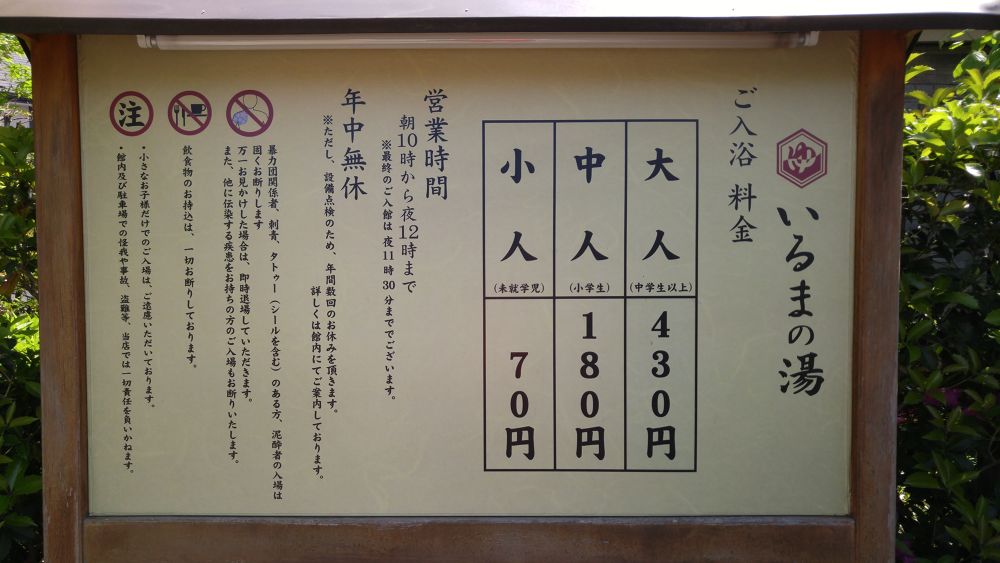 ゆ
いるまの湯
ご入浴 料金
大人
(中学生以上)
430円
中人
(小学生)
180円
小人
(未就学児)
70円
営業時間
朝10時から夜12時まで
※最終のご入館は 夜11時30分まででございます。
年中無休
※ただし、設備点検のため、年間数回のお休みを頂きます。
詳しくは館内にてご案内しております。
暴力団関係者、刺青、タトゥー（シールを含む）のある方、泥酔者の入場は
固くお断りします
万一お見かけした場合は、即時退場していただきます。
また、他に伝染する疾患をお持ちの方のご入場もお断りいたします。
飲食物のお持込は、一切お断りしております。
注
・小さなお子様だけでのご入場は、ご遠慮いただいております。
・館内及び駐車場での怪我や事故、盗難等、当店では一切責任を負いかねます。